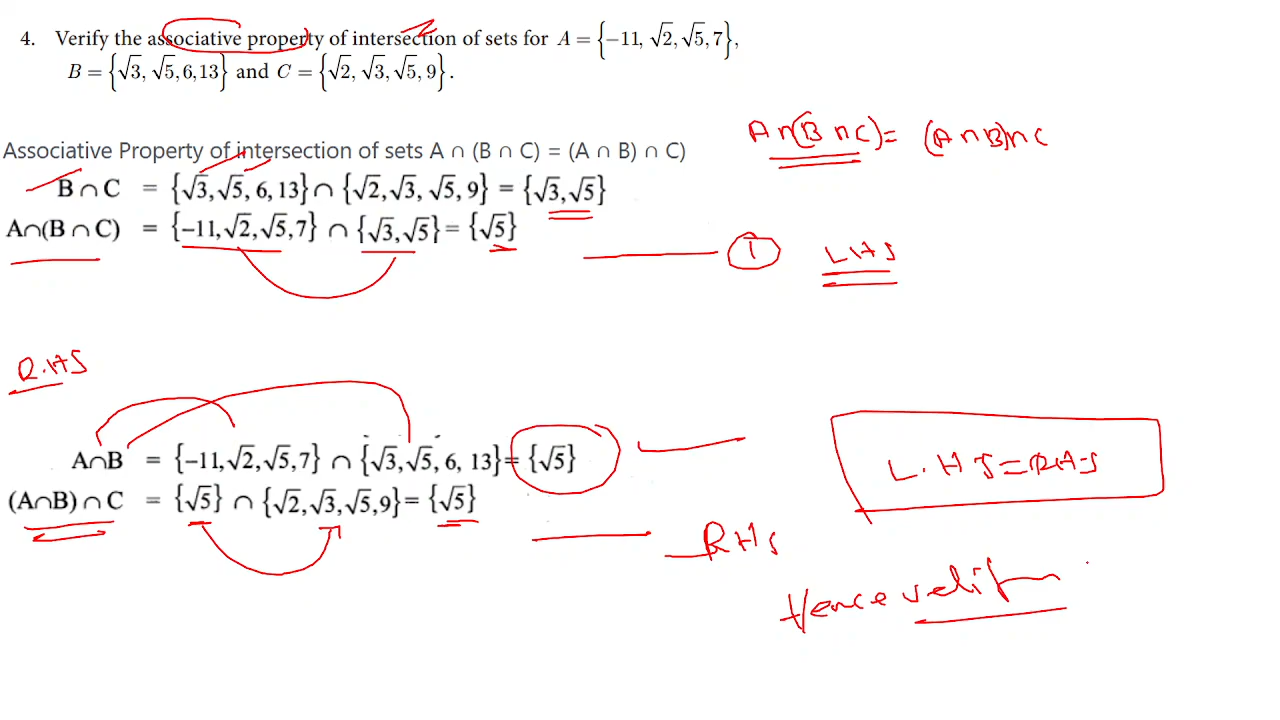 4. Verify the associative property of intersection of sets for A = {−11, √2, √5, 7},
B = {√3, √5, 6, 13} and C = {√2, √3, √5, 9}.
A∩(B∩C) = (A∩B)∩C
Associative Property of intersection of sets A ∩ (B ∩ C) = (A ∩ B) ∩ C)
B∩C = {√3, √5, 6, 13} ∩ {√2, √3, √5, 9} = {√3, √5}
A∩(B∩C) = {−11, √2, √5, 7} ∩ {√3, √5} = {√5}
1 LHS
R.HS
A∩B = {−11, √2, √5, 7} ∩ {√3, √5, 6, 13} = {√5}
L.HS = RHS
(A∩B)∩C = {√5} ∩ {√2, √3, √5, 9} = {√5}
RHS
Hence